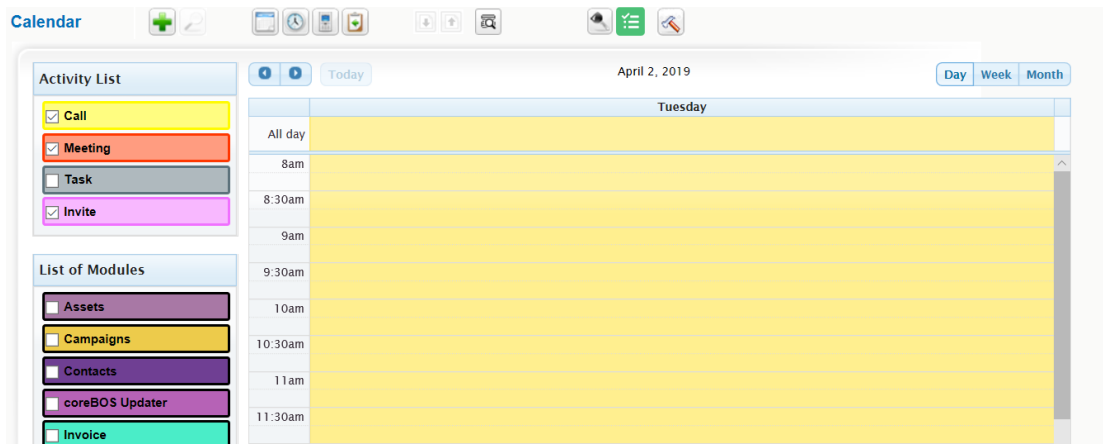 Calendar
Activity List
Call
Meeting
Task
Invite
List of Modules
Assets
Campaigns
Contacts
coreBOS Updater
Invoice
Today
April 2, 2019
Day Week Month
Tuesday
All day
8am
8:30am
9am
9:30am
10am
10:30am
11am
11:30am